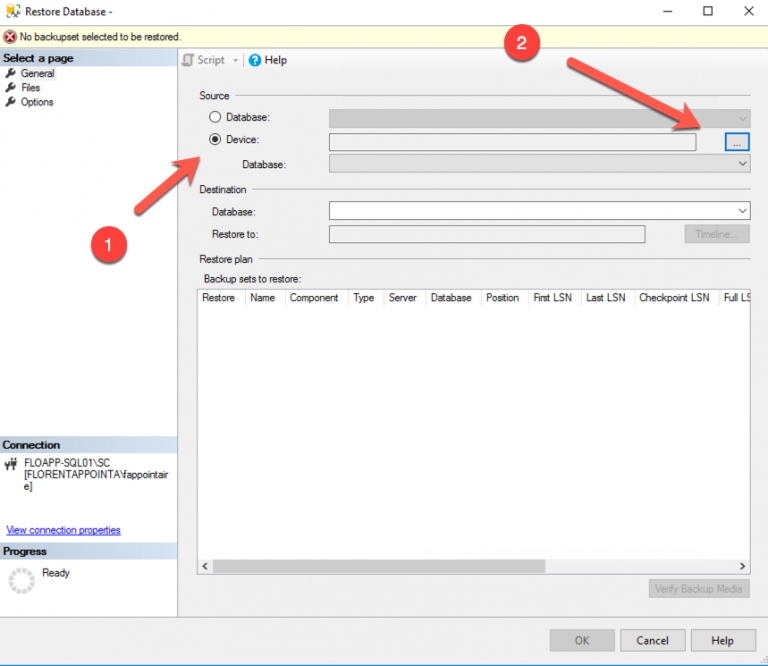 Restore Database -
No backupset selected to be restored.
Select a page
General
Files
Options
Script
Help
2
Source
Database:
Device:
...
Database:
1
Destination
Database:
Restore to:
Timeline...
Restore plan
Backup sets to restore:
Restore Name Component Type Server Database Position First LSN Last LSN Checkpoint LSN Full LS
Connection
FLOAPP-SQL01\SC
[FLORENTAPPOINTA\fappointair
e]
View connection properties
Progress
Ready
Verify Backup Media
OK Cancel Help